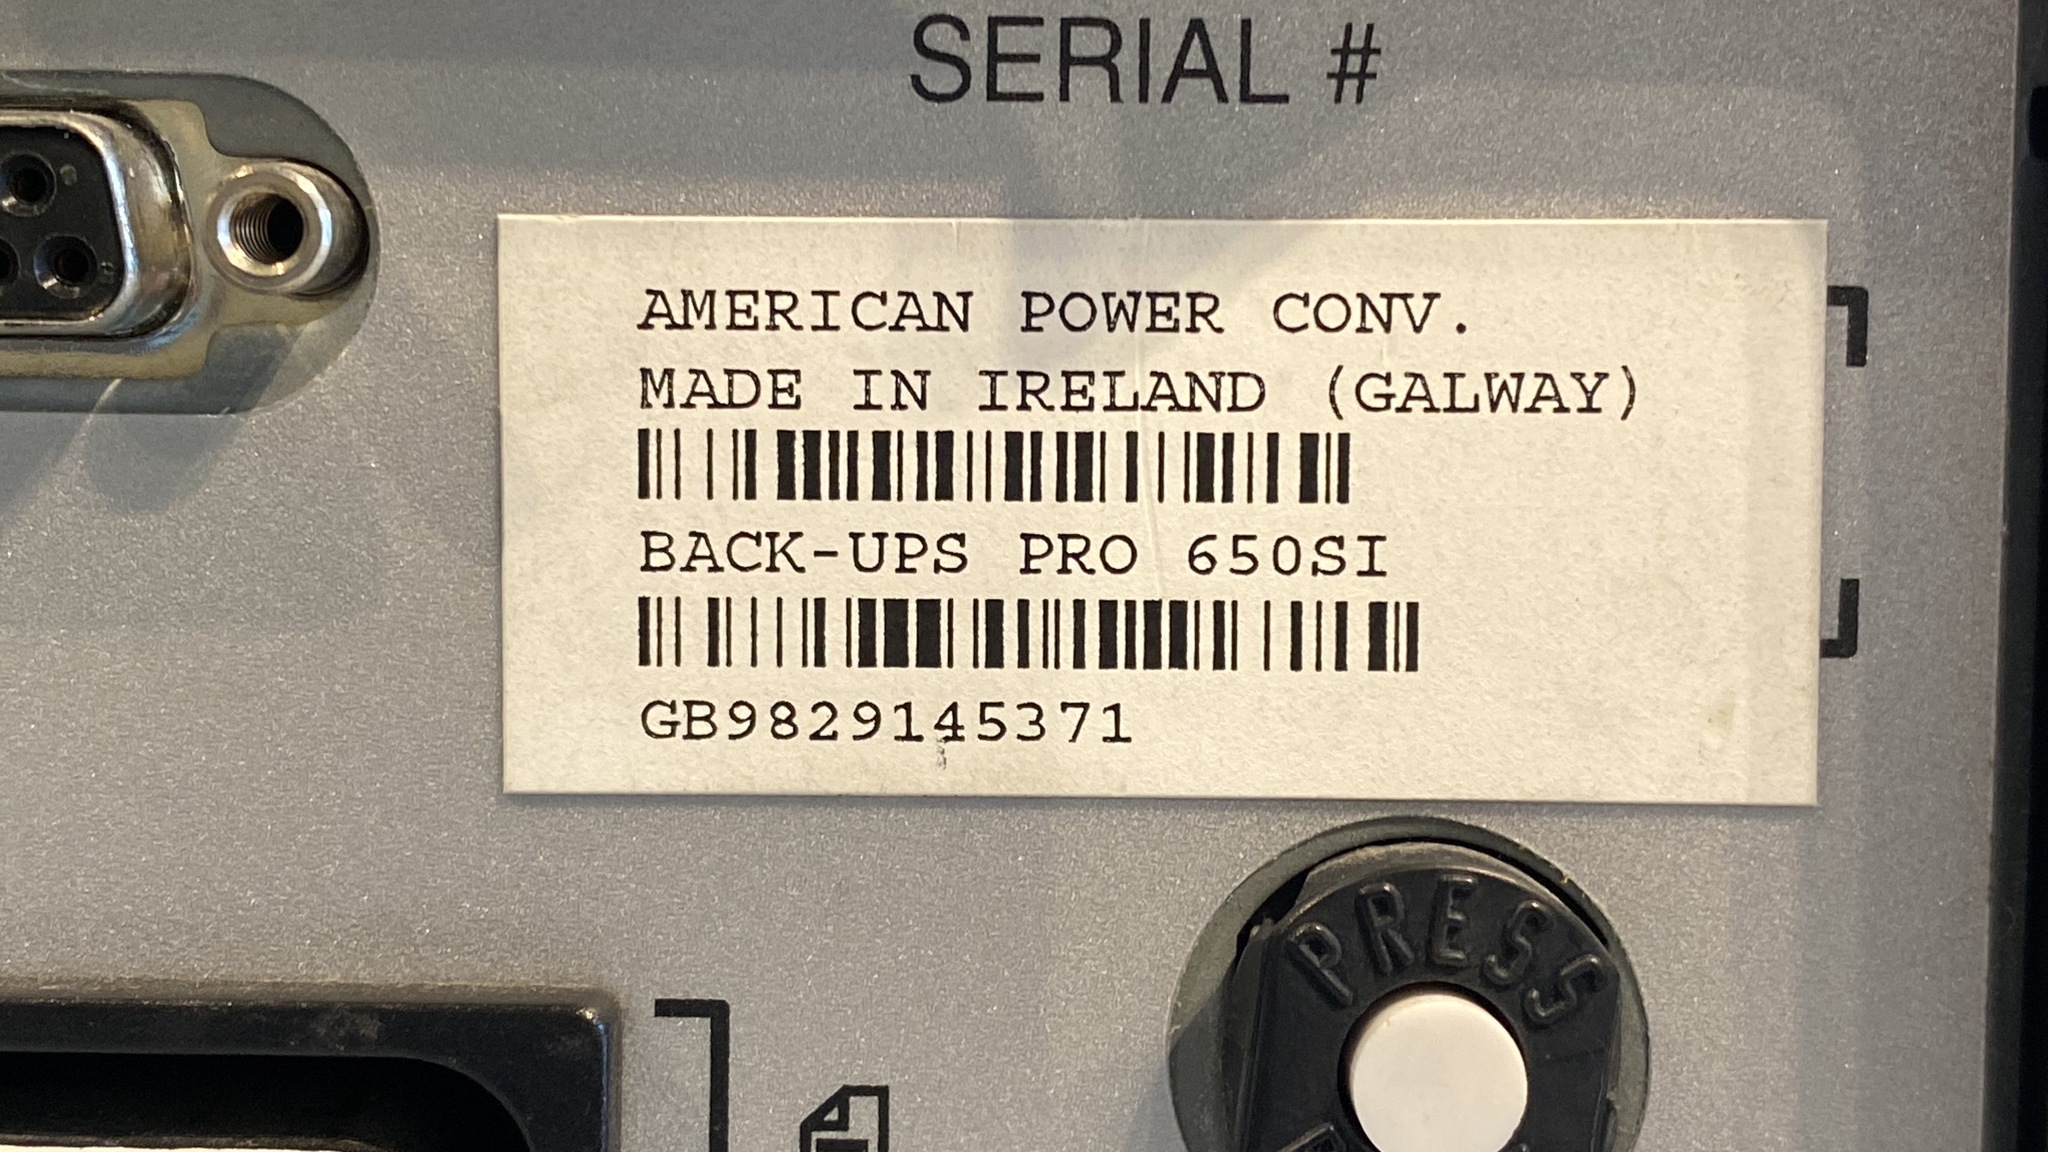 SERIAL #
AMERICAN POWER CONV.
MADE IN IRELAND (GALWAY)
BACK-UPS PRO 650SI
GB9829145371
PRESS